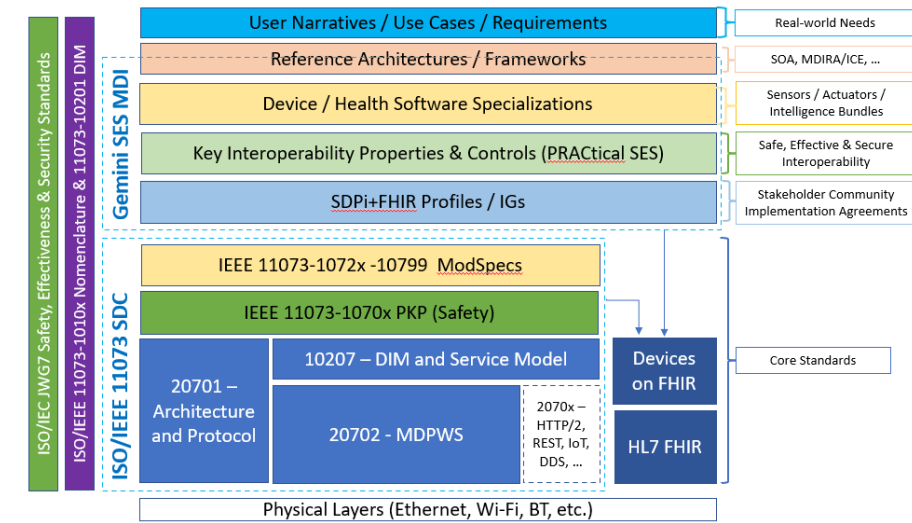 User Narratives / Use Cases / Requirements
Real-world Needs
Reference Architectures / Frameworks
SOA, MDIRA/ICE, ...
Device / Health Software Specializations
Sensors / Actuators /
Intelligence Bundles
Key Interoperability Properties & Controls (PRACtical SES)
Safe, Effective & Secure
Interoperability
SDPi+FHIR Profiles / IGs
Stakeholder Community
Implementation Agreements
Gemini SES MDI
ISO/IEC JWG7 Safety, Effectiveness & Security Standards
ISO/IEEE 11073-1010x Nomenclature & 11073-10201 DIM
ISO/IEEE 11073 SDC
IEEE 11073-1072x -10799 ModSpecs
IEEE 11073-1070x PKP (Safety)
20701 –
Architecture
and Protocol
10207 – DIM and Service Model
20702 - MDPWS
2070x –
HTTP/2,
REST, IoT,
DDS, ...
Devices
on FHIR
HL7 FHIR
Core Standards
Physical Layers (Ethernet, Wi-Fi, BT, etc.)